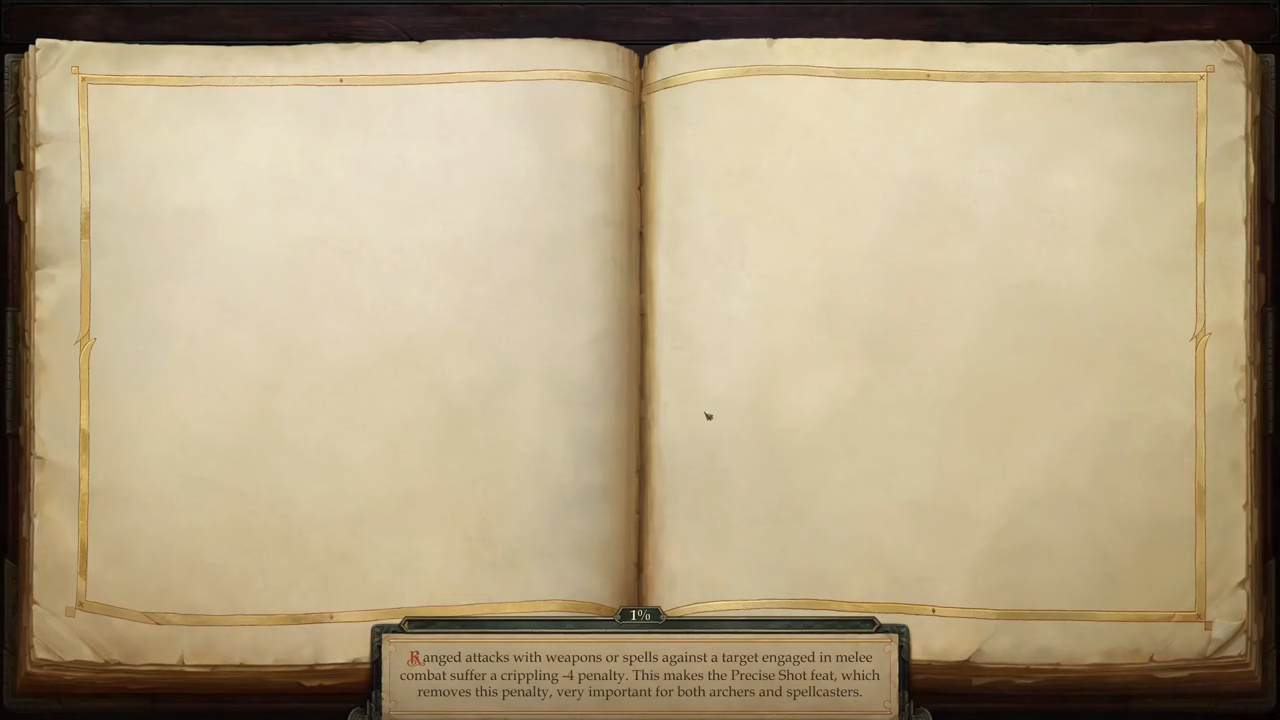 1%
Ranged attacks with weapons or spells against a target engaged in melee
combat suffer a crippling -4 penalty. This makes the Precise Shot feat, which
removes this penalty, very important for both archers and spellcasters.